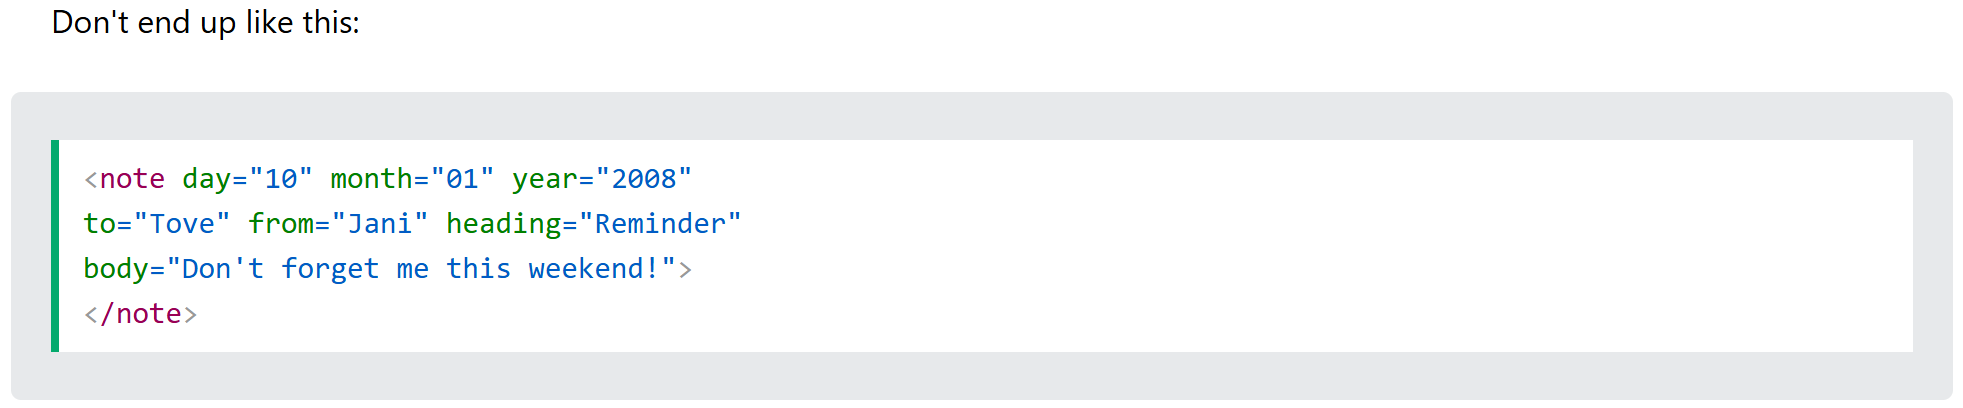 Don't end up like this:
<note day="10" month="01" year="2008"
to="Tove" from="Jani" heading="Reminder"
body="Don't forget me this weekend!">
</note>